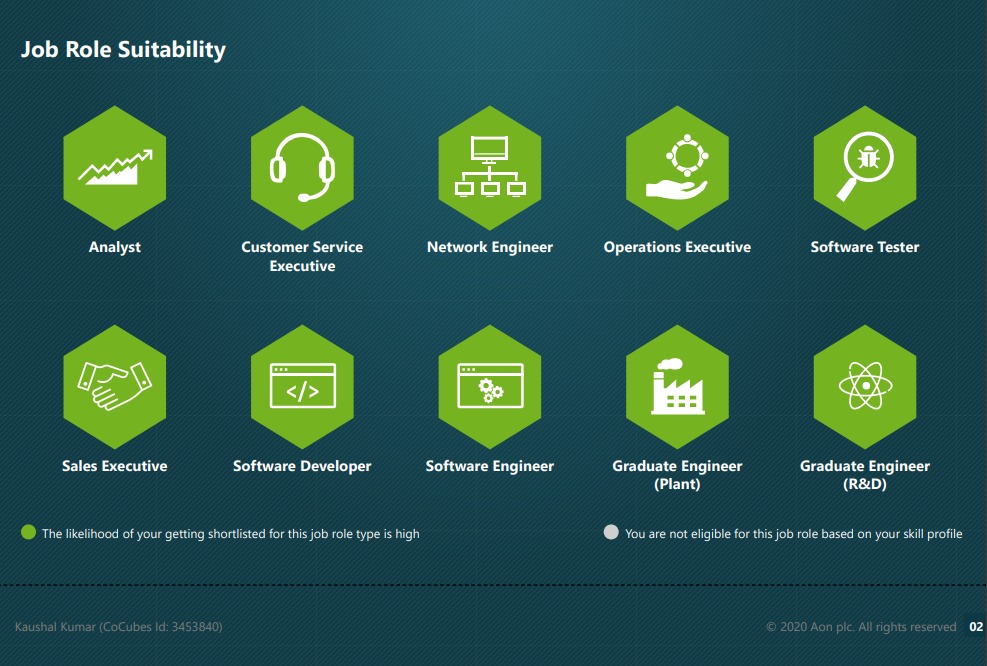 Job Role Suitability
Analyst
Customer Service
Executive
Network Engineer
Operations Executive
Software Tester
</>
Sales Executive
Software Developer
Software Engineer
Graduate Engineer
(Plant)
Graduate Engineer
(R&D)
The likelihood of your getting shortlisted for this job role type is high
You are not eligible for this job role based on your skill profile
Kaushal Kumar (CoCubes Id: 3453840)
© 2020 Aon plc. All rights reserved 02